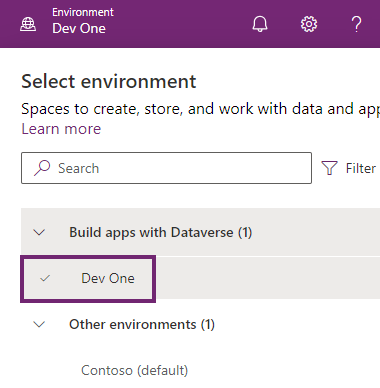 Environment
Dev One
Select environment
Spaces to create, store, and work with data and app
Learn more
Search
Filter
Build apps with Dataverse (1)
Dev One
Other environments (1)
Contoso (default)